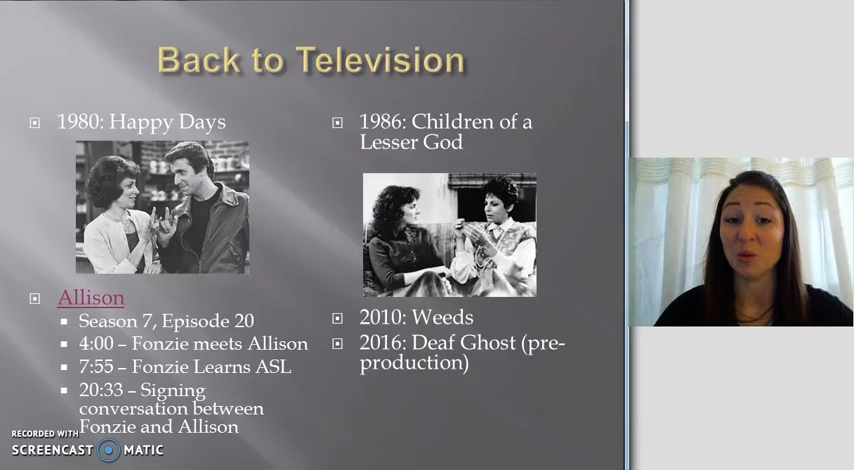 Back to Television
1980: Happy Days
Allison
Season 7, Episode 20
4:00 – Fonzie meets Allison
7:55 – Fonzie Learns ASL
20:33 – Signing
conversation between
Fonzie and Allison
1986: Children of a
Lesser God
2010: Weeds
2016: Deaf Ghost (pre-
production)
RECORDED WITH
SCREENCAST MATIC